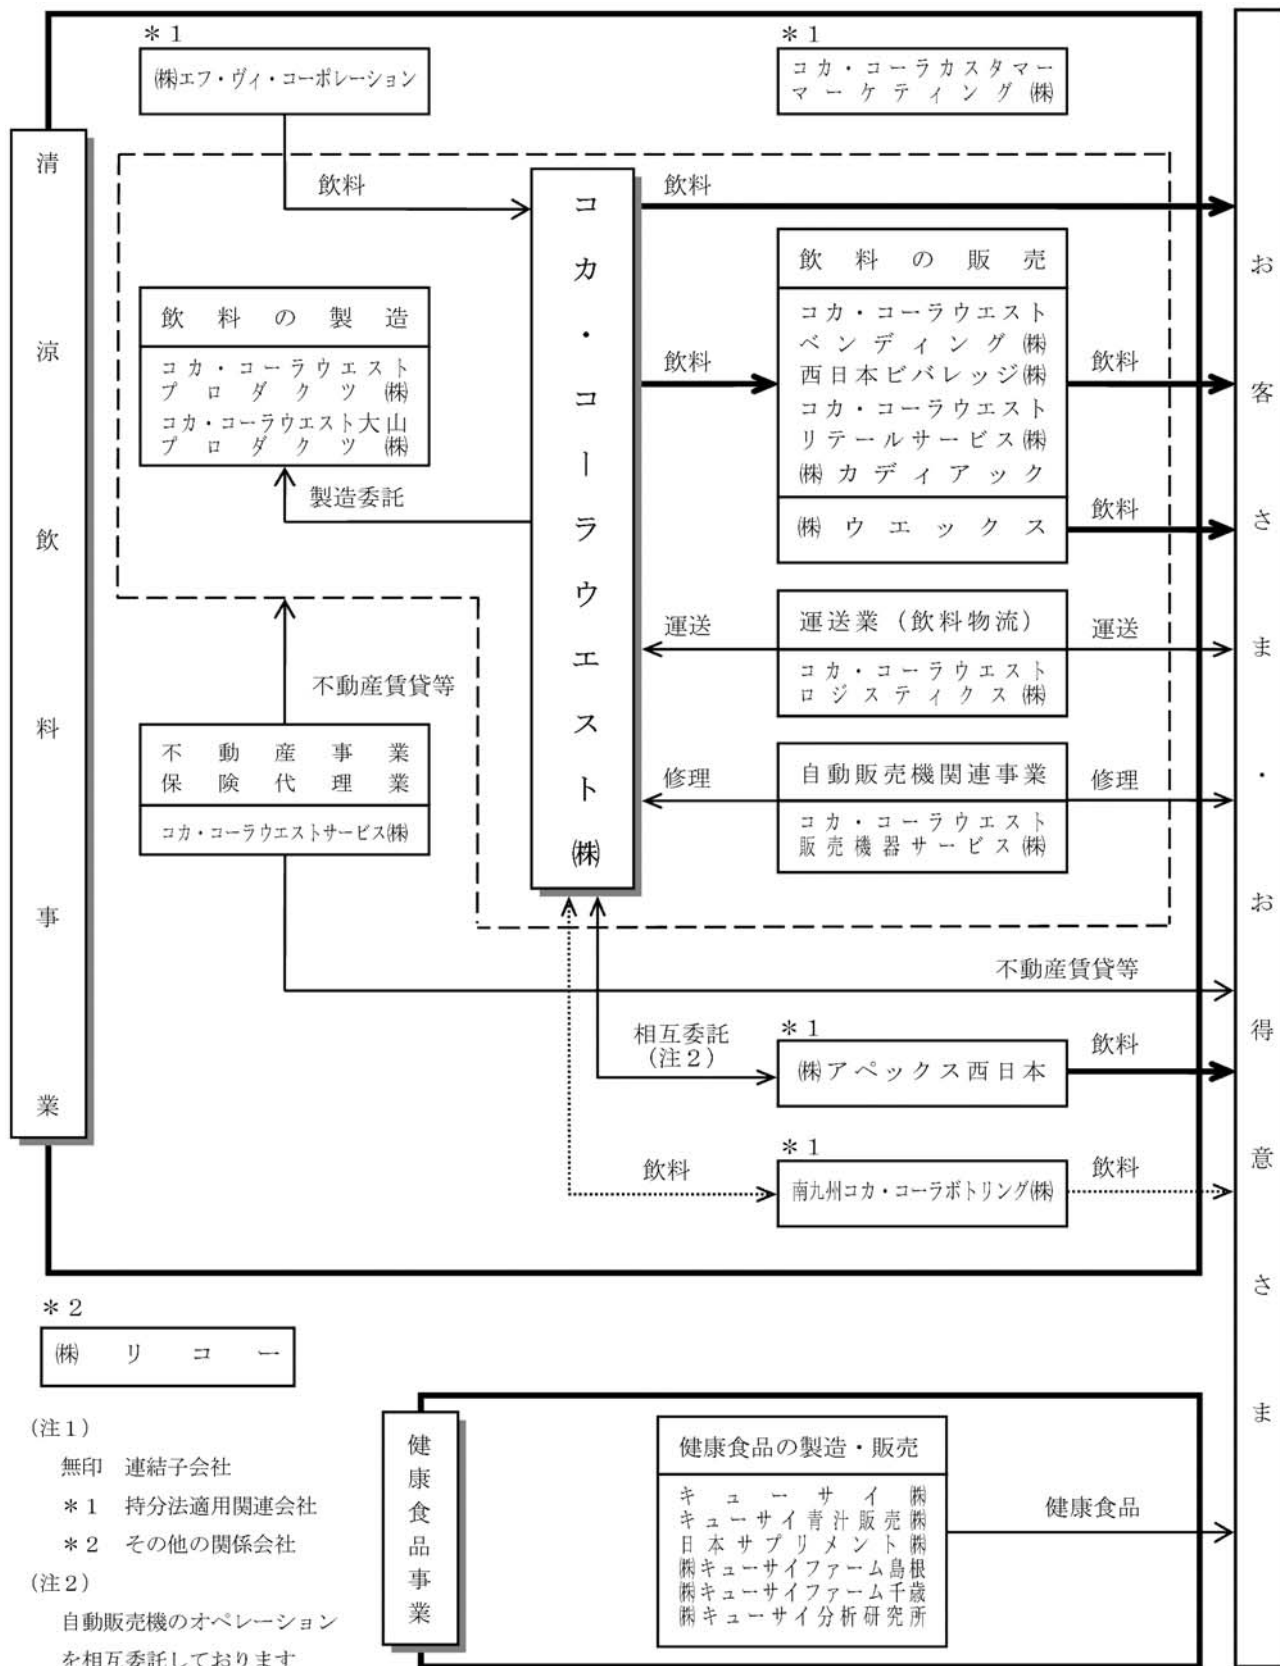 ＊1
㈱エフ・ヴィ・コーポレーション
＊1
コカ・コーラカスタマー
マーケティング㈱
清涼飲料事業
飲料
コカ・コーラウエスト㈱
飲料
飲料の製造
コカ・コーラウエスト
プロダクツ㈱
コカ・コーラウエスト大山
プロダクツ㈱
製造委託
飲料
飲料の販売
コカ・コーラウエスト
ベンディング㈱
西日本ビバレッジ㈱
コカ・コーラウエスト
リテールサービス㈱
㈱カディアック
㈱ウエックス
飲料
飲料
運送
運送業（飲料物流）
コカ・コーラウエスト
ロジスティクス㈱
運送
不動産賃貸等
不動産事業
保険代理業
コカ・コーラウエストサービス㈱
修理
自動販売機関連事業
コカ・コーラウエスト
販売機器サービス㈱
修理
不動産賃貸等
相互委託
（注２）
＊1
㈱アペックス西日本
飲料
飲料
＊1
南九州コカ・コーラボトリング㈱
飲料
お客さま・お得意さま
＊2
㈱リコー
（注１）
無印　連結子会社
＊1　持分法適用関連会社
＊2　その他の関係会社
（注２）
自動販売機のオペレーション
を相互委託しております
健康食品事業
健康食品の製造・販売
キューサイ㈱
キューサイ青汁販売㈱
日本サプリメント㈱
㈱キューサイファーム島根
㈱キューサイファーム千歳
㈱キューサイ分析研究所
健康食品